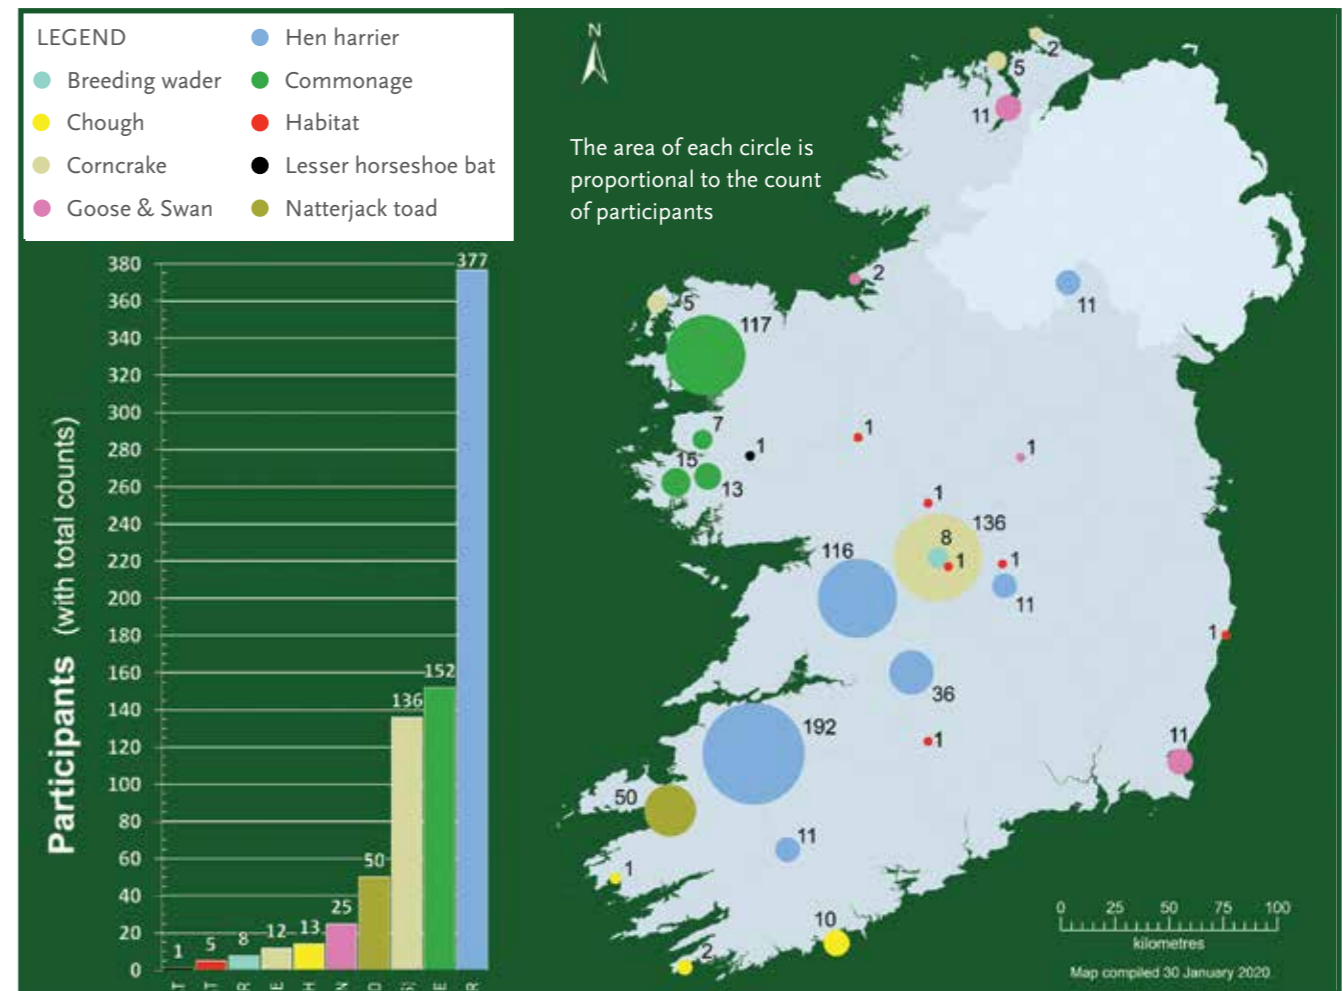 LEGEND
Breeding wader
Chough
Corncrake
Goose & Swan
Hen harrier
Commonage
Habitat
Lesser horseshoe bat
Natterjack toad
N
The area of each circle is
proportional to the count
of participants
Participants (with total counts)
380
360
340
320
300
280
260
240
220
200
180
160
140
120
100
80
60
40
20
0
1
5
8
12
13
25
50
136
152
377
T
T
R
E
H
N
D
E
R
2
5
11
2
11
5
117
7
15
13
1
1
1
1
136
8
1
1
11
116
1
36
192
1
11
50
11
1
10
2
0 25 50 75 100
kilometres
Map compiled 30 January 2020